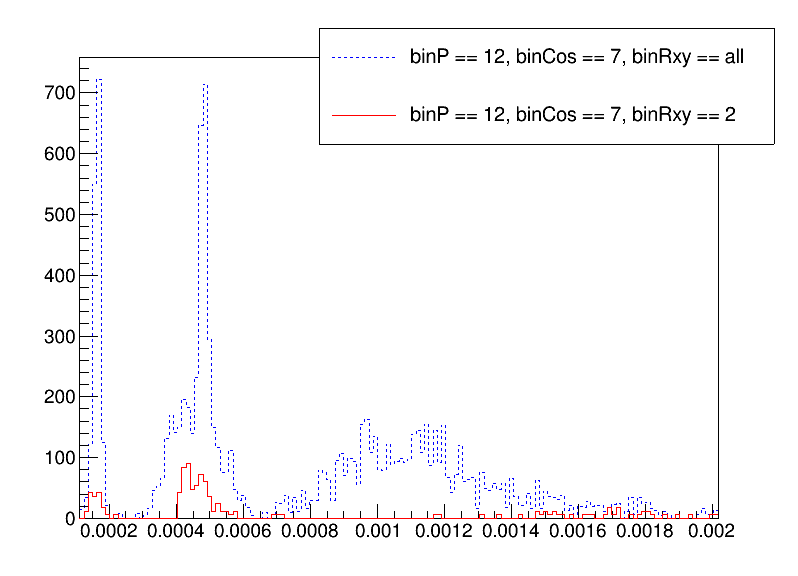 binP == 12, binCos == 7, binRxy == all
binP == 12, binCos == 7, binRxy == 2
700
600
500
400
300
200
100
0
0.0002 0.0004 0.0006 0.0008 0.001 0.0012 0.0014 0.0016 0.0018 0.002